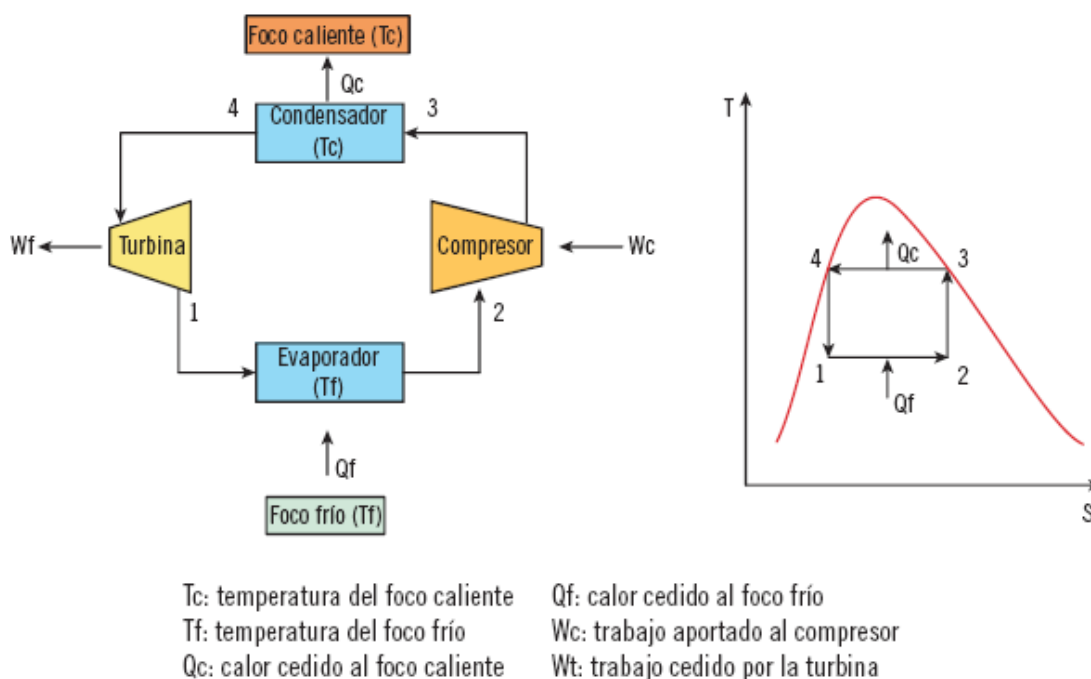 Foco caliente (Tc)
Qc
4
3
Condensador
(Tc)
Wf
Turbina
Compresor
Wc
1
2
Evaporador
(Tf)
Qf
Foco frío (Tf)
T
4
Qc
3
1
2
Qf
S
Tc: temperatura del foco caliente
Tf: temperatura del foco frío
Qc: calor cedido al foco caliente
Qf: calor cedido al foco frío
Wc: trabajo aportado al compresor
Wt: trabajo cedido por la turbina